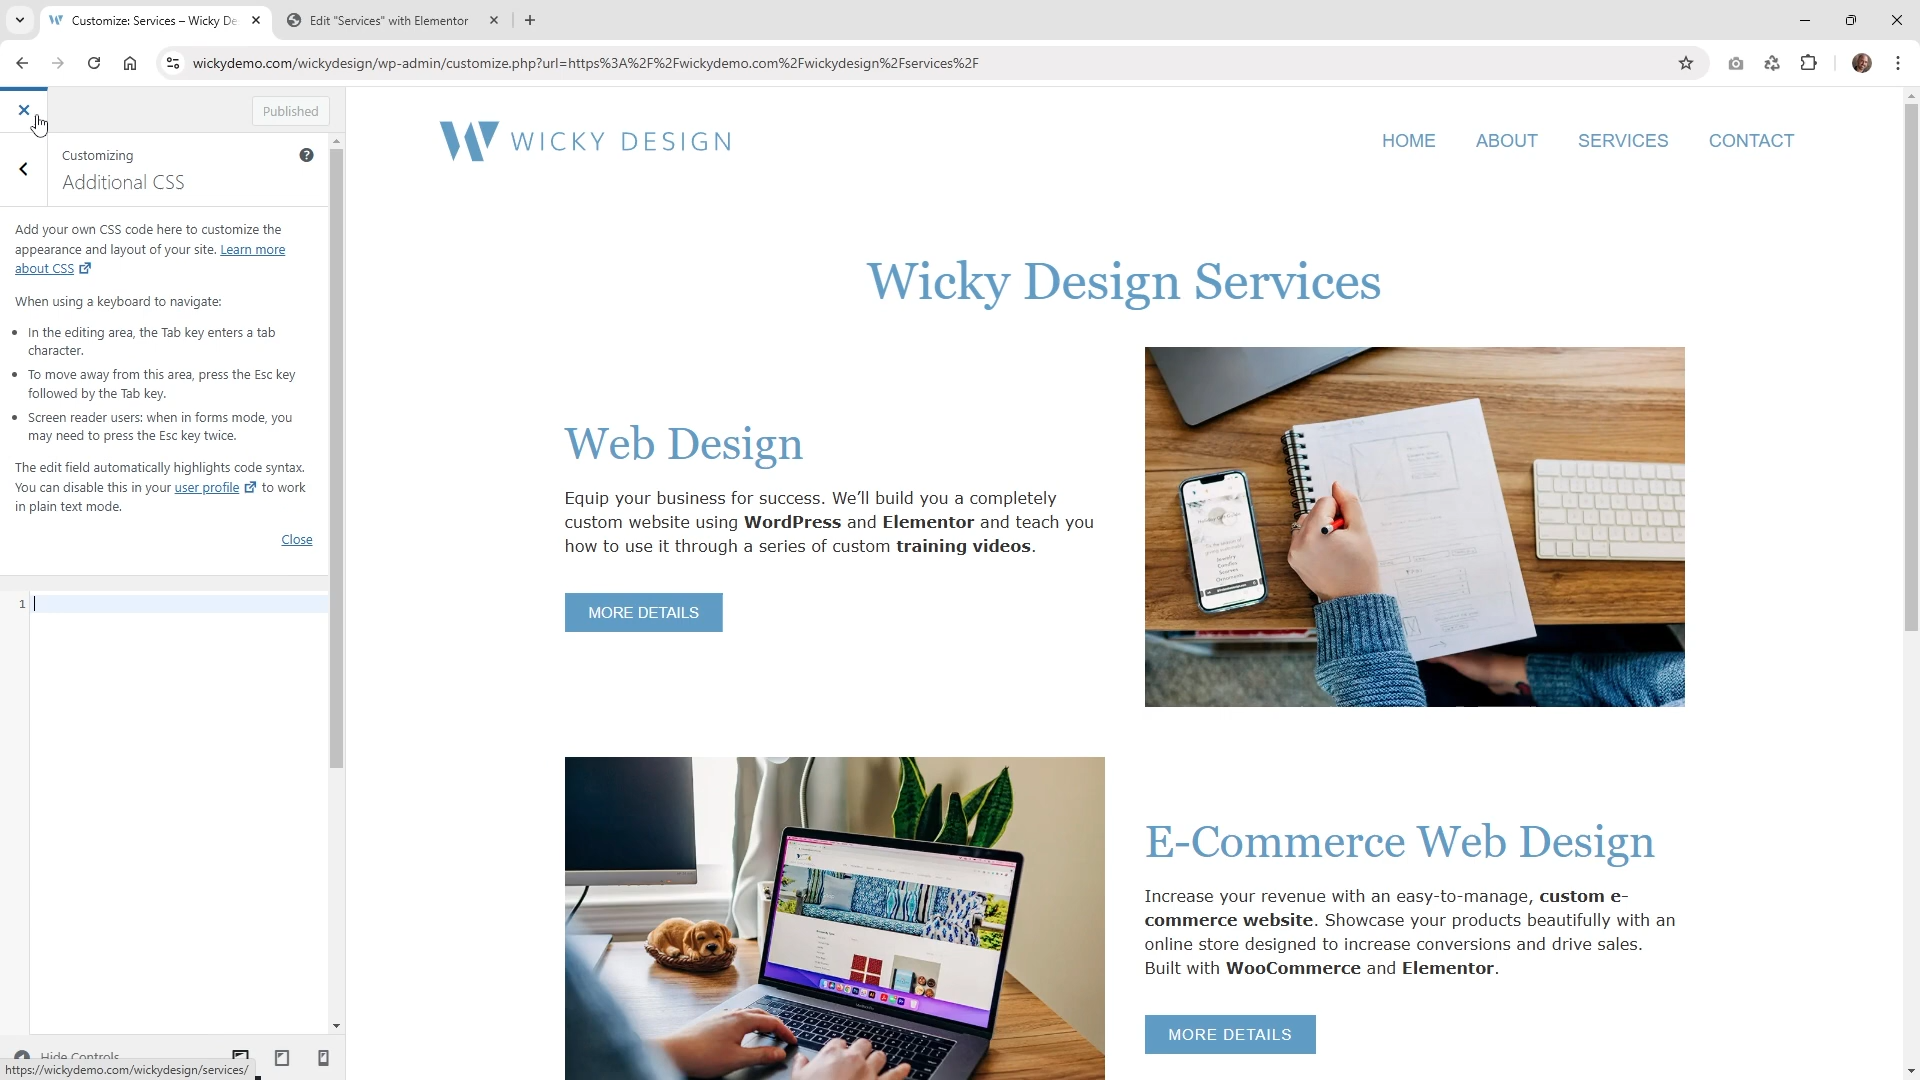 Customize: Services – Wicky De
Edit "Services" with Elementor
wickydemo.com/wickydesign/wp-admin/customize.php?url=https%3A%2F%2Fwickydemo.com%2Fwickydesign%2Fservices%2F
Published
Customizing
Additional CSS
Add your own CSS code here to customize the
appearance and layout of your site. Learn more
about CSS
When using a keyboard to navigate:
• In the editing area, the Tab key enters a tab
character.
• To move away from this area, press the Esc key
followed by the Tab key.
• Screen reader users: when in forms mode, you
may need to press the Esc key twice.
The edit field automatically highlights code syntax.
You can disable this in your user profile to work
in plain text mode.
Close
1
Hide Controls
https://wickydemo.com/wickydesign/services/
WICKY DESIGN
HOME ABOUT SERVICES CONTACT
Wicky Design Services
Web Design
Equip your business for success. We’ll build you a completely
custom website using WordPress and Elementor and teach you
how to use it through a series of custom training videos.
MORE DETAILS
E-Commerce Web Design
Increase your revenue with an easy-to-manage, custom e-
commerce website. Showcase your products beautifully with an
online store designed to increase conversions and drive sales.
Built with WooCommerce and Elementor.
MORE DETAILS